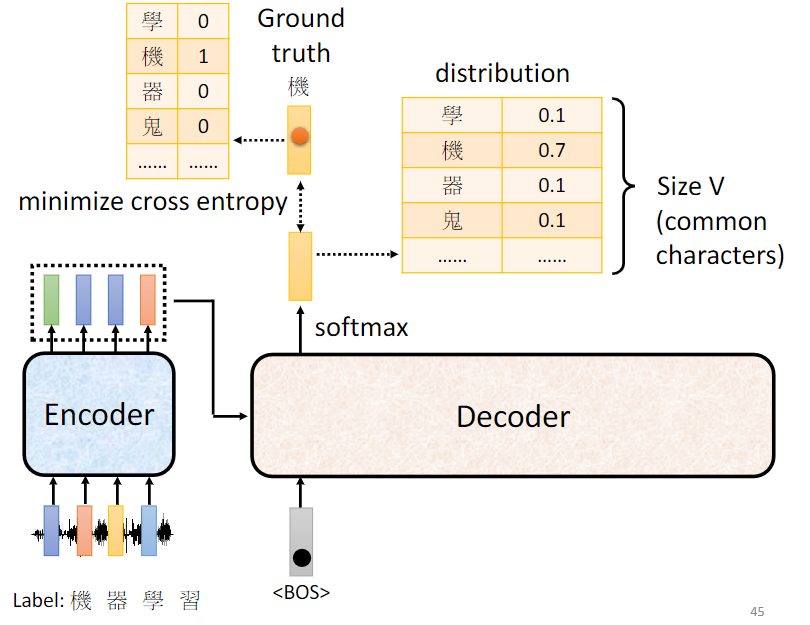 學 0
機 1
器 0
鬼 0
...... ......
Ground
truth
機
minimize cross entropy
distribution
學 0.1
機 0.7
器 0.1
鬼 0.1
...... ......
Size V
(common
characters)
softmax
Encoder
Decoder
Label: 機 器 學 習
<BOS>
45